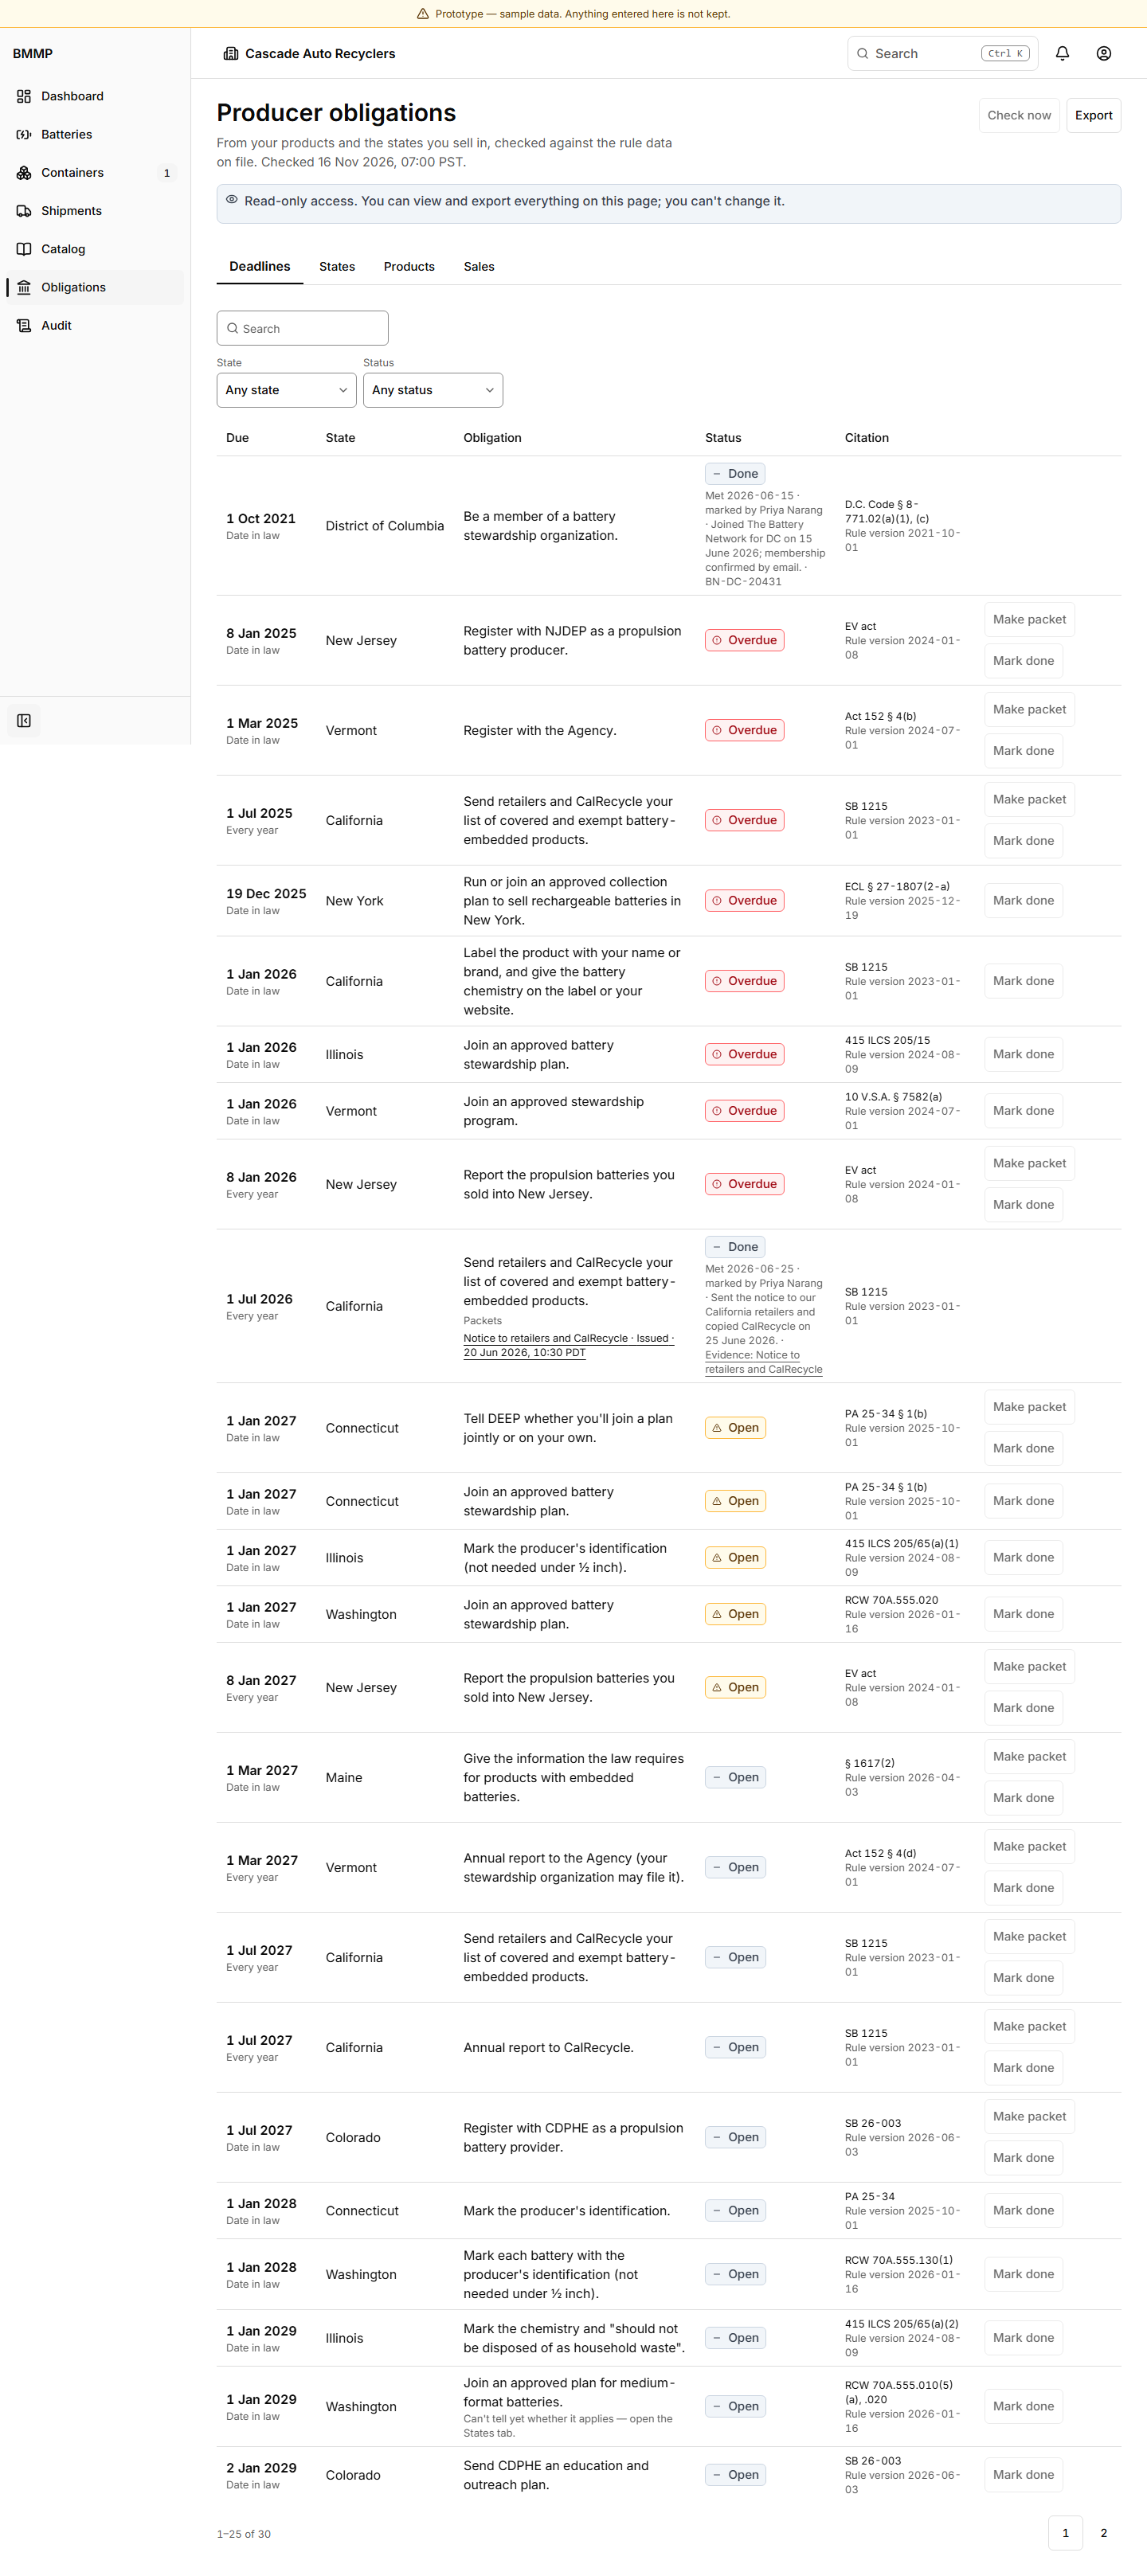 Prototype — sample data. Anything entered here is not kept.
BMMP
Cascade Auto Recyclers
Search
Ctrl K
Dashboard
Batteries
Containers
1
Shipments
Catalog
Obligations
Audit
Producer obligations
Check now
Export
From your products and the states you sell in, checked against the rule data
on file. Checked 16 Nov 2026, 07:00 PST.
Read-only access. You can view and export everything on this page; you can't change it.
Deadlines
States
Products
Sales
Search
State
Status
Any state
Any status
Due
State
Obligation
Status
Citation
1 Oct 2021
Date in law
District of Columbia
Be a member of a battery
stewardship organization.
Done
Met 2026-06-15 ·
marked by Priya Narang
· Joined The Battery
Network for DC on 15
June 2026; membership
confirmed by email. ·
BN-DC-20431
D.C. Code § 8-
771.02(a)(1), (c)
Rule version 2021-10-
01
8 Jan 2025
Date in law
New Jersey
Register with NJDEP as a propulsion
battery producer.
Overdue
EV act
Rule version 2024-01-
08
Make packet
Mark done
1 Mar 2025
Date in law
Vermont
Register with the Agency.
Overdue
Act 152 § 4(b)
Rule version 2024-07-
01
Make packet
Mark done
1 Jul 2025
Every year
California
Send retailers and CalRecycle your
list of covered and exempt battery-
embedded products.
Overdue
SB 1215
Rule version 2023-01-
01
Make packet
Mark done
19 Dec 2025
Date in law
New York
Run or join an approved collection
plan to sell rechargeable batteries in
New York.
Overdue
ECL § 27-1807(2-a)
Rule version 2025-12-
19
Mark done
1 Jan 2026
Date in law
California
Label the product with your name or
brand, and give the battery
chemistry on the label or your
website.
Overdue
SB 1215
Rule version 2023-01-
01
Mark done
1 Jan 2026
Date in law
Illinois
Join an approved battery
stewardship plan.
Overdue
415 ILCS 205/15
Rule version 2024-08-
09
Mark done
1 Jan 2026
Date in law
Vermont
Join an approved stewardship
program.
Overdue
10 V.S.A. § 7582(a)
Rule version 2024-07-
01
Mark done
8 Jan 2026
Every year
New Jersey
Report the propulsion batteries you
sold into New Jersey.
Overdue
EV act
Rule version 2024-01-
08
Make packet
Mark done
1 Jul 2026
Every year
California
Send retailers and CalRecycle your
list of covered and exempt battery-
embedded products.
Packets
Notice to retailers and CalRecycle · Issued ·
20 Jun 2026, 10:30 PDT
Done
Met 2026-06-25 ·
marked by Priya Narang
· Sent the notice to our
California retailers and
copied CalRecycle on
25 June 2026. ·
Evidence: Notice to
retailers and CalRecycle
SB 1215
Rule version 2023-01-
01
1 Jan 2027
Date in law
Connecticut
Tell DEEP whether you'll join a plan
jointly or on your own.
Open
PA 25-34 § 1(b)
Rule version 2025-10-
01
Make packet
Mark done
1 Jan 2027
Date in law
Connecticut
Join an approved battery
stewardship plan.
Open
PA 25-34 § 1(b)
Rule version 2025-10-
01
Mark done
1 Jan 2027
Date in law
Illinois
Mark the producer's identification
(not needed under ½ inch).
Open
415 ILCS 205/65(a)(1)
Rule version 2024-08-
09
Mark done
1 Jan 2027
Date in law
Washington
Join an approved battery
stewardship plan.
Open
RCW 70A.555.020
Rule version 2026-01-
16
Mark done
8 Jan 2027
Every year
New Jersey
Report the propulsion batteries you
sold into New Jersey.
Open
EV act
Rule version 2024-01-
08
Make packet
Mark done
1 Mar 2027
Date in law
Maine
Give the information the law requires
for products with embedded
batteries.
Open
§ 1617(2)
Rule version 2026-04-
03
Make packet
Mark done
1 Mar 2027
Every year
Vermont
Annual report to the Agency (your
stewardship organization may file it).
Open
Act 152 § 4(d)
Rule version 2024-07-
01
Make packet
Mark done
1 Jul 2027
Every year
California
Send retailers and CalRecycle your
list of covered and exempt battery-
embedded products.
Open
SB 1215
Rule version 2023-01-
01
Make packet
Mark done
1 Jul 2027
Every year
California
Annual report to CalRecycle.
Open
SB 1215
Rule version 2023-01-
01
Make packet
Mark done
1 Jul 2027
Date in law
Colorado
Register with CDPHE as a propulsion
battery provider.
Open
SB 26-003
Rule version 2026-06-
03
Make packet
Mark done
1 Jan 2028
Date in law
Connecticut
Mark the producer's identification.
Open
PA 25-34
Rule version 2025-10-
01
Mark done
1 Jan 2028
Date in law
Washington
Mark each battery with the
producer's identification (not
needed under ½ inch).
Open
RCW 70A.555.130(1)
Rule version 2026-01-
16
Mark done
1 Jan 2029
Date in law
Illinois
Mark the chemistry and "should not
be disposed of as household waste".
Open
415 ILCS 205/65(a)(2)
Rule version 2024-08-
09
Mark done
1 Jan 2029
Date in law
Washington
Join an approved plan for medium-
format batteries.
Can't tell yet whether it applies — open the
States tab.
Open
RCW 70A.555.010(5)
(a), .020
Rule version 2026-01-
16
Mark done
2 Jan 2029
Date in law
Colorado
Send CDPHE an education and
outreach plan.
Open
SB 26-003
Rule version 2026-06-
03
Mark done
1–25 of 30
1
2